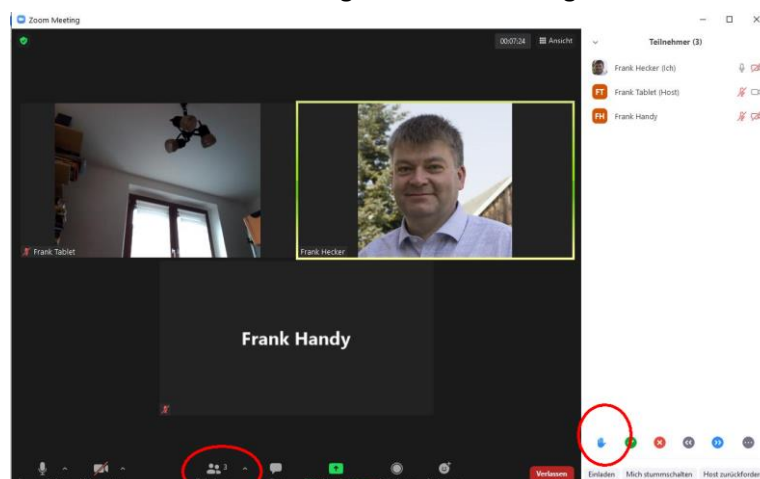 Zoom Meeting
00:07:24 Ansicht
Teilnehmer (3)
Frank Hecker (Ich)
FT Frank Tablet (Host)
FH Frank Handy
Frank Tablet
Frank Hecker
Frank Handy
3
Verlassen
Einladen Mich stummschalten Host zurückforder